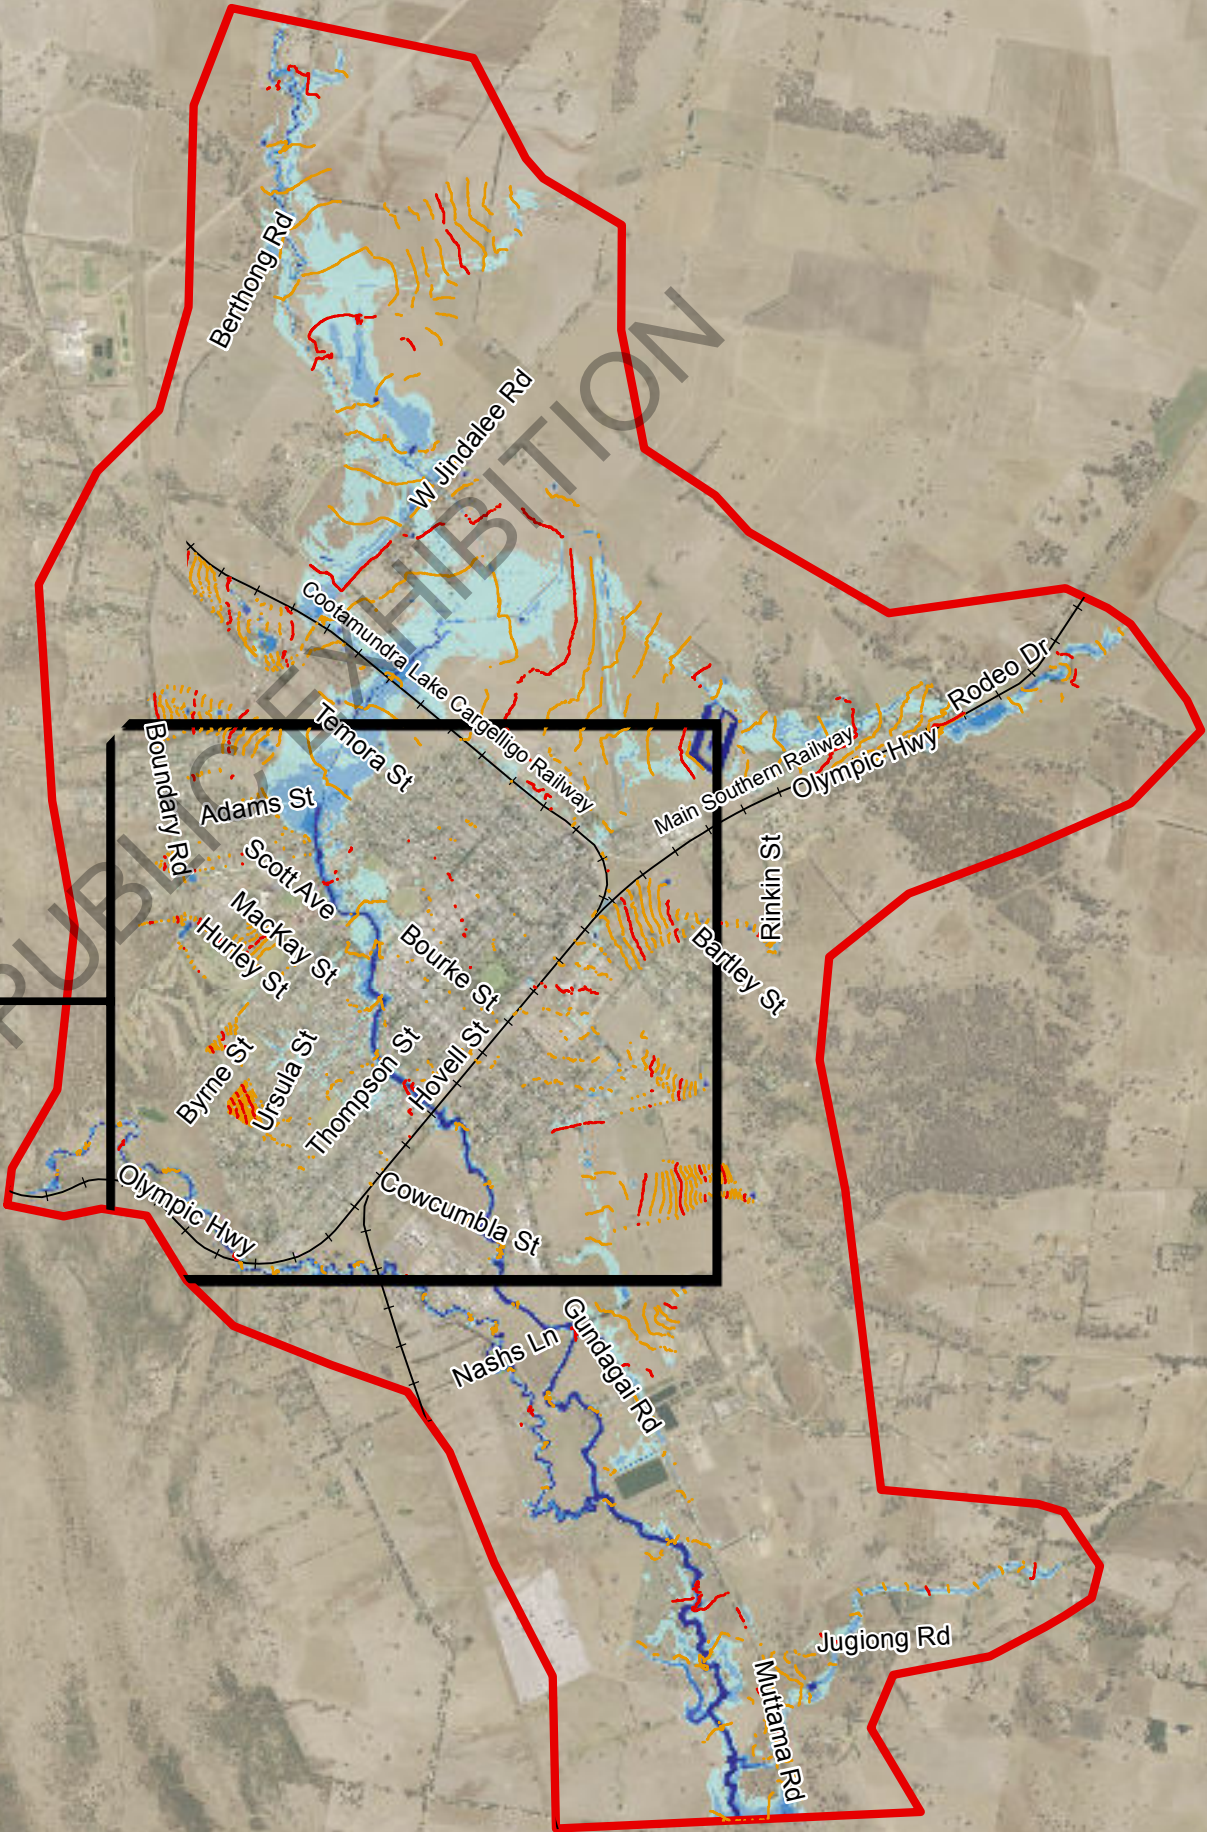 Berthong Rd
W Jindalee Rd
PUBLIC EXHIBITION
Cootamundra Lake Cargelligo Railway
Rodeo Dr
Temora St
Boundary Rd
Main Southern Railway
Olympic Hwy
Adams St
Scott Ave
Rinkin St
MacKay St
Hurley St
Bourke St
Bartley St
Byrne St
Ursula St
Thompson St
Hovell St
Olympic Hwy
Cowcumbla St
Nashs Ln
Gundagai Rd
Jugiong Rd
Muttama Rd